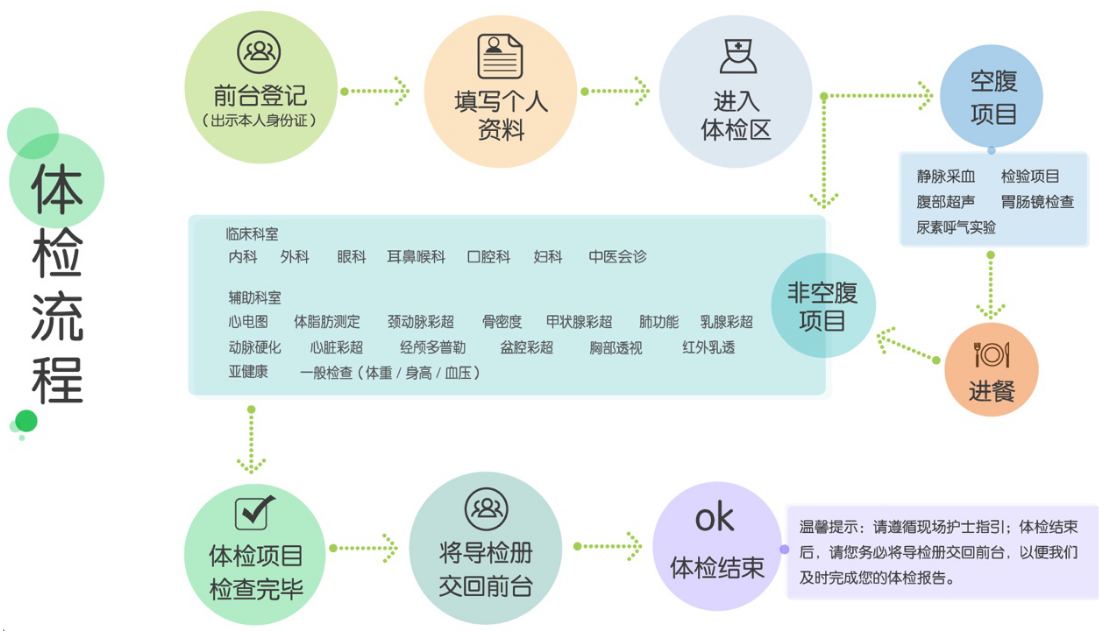 体检流程
前台登记
（出示本人身份证）
填写个人
资料
进入
体检区
空腹
项目
静脉采血 检验项目
腹部超声 胃肠镜检查
尿素呼气实验
进餐
非空腹
项目
临床科室
内科 外科 眼科 耳鼻喉科 口腔科 妇科 中医会诊
辅助科室
心电图 体脂肪测定 颈动脉彩超 骨密度 甲状腺彩超 肺功能 乳腺彩超
动脉硬化 心脏彩超 经颅多普勒 盆腔彩超 胸部透视 红外乳透
亚健康 一般检查（体重 / 身高 / 血压）
体检项目
检查完毕
将导检册
交回前台
ok
体检结束
温馨提示：请遵循现场护士指引；体检结束
后，请您务必将导检册交回前台，以便我们
及时完成您的体检报告。